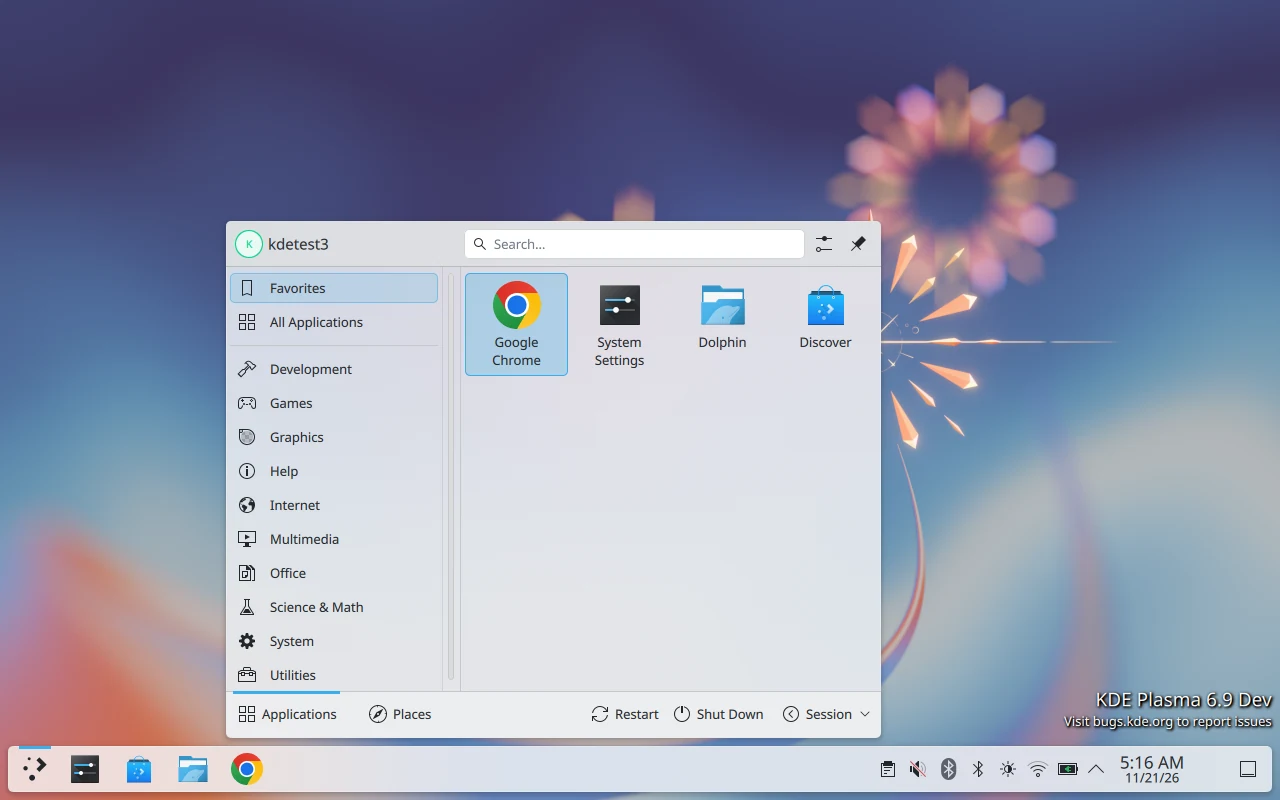 K kdetest3
Search...
Favorites
All Applications
Development
Games
Graphics
Help
Internet
Multimedia
Office
Science & Math
System
Utilities
Google
Chrome
System
Settings
Dolphin
Discover
Applications
Places
Restart
Shut Down
Session
KDE Plasma 6.9 Dev
Visit bugs.kde.org to report issues
5:16 AM
11/21/26